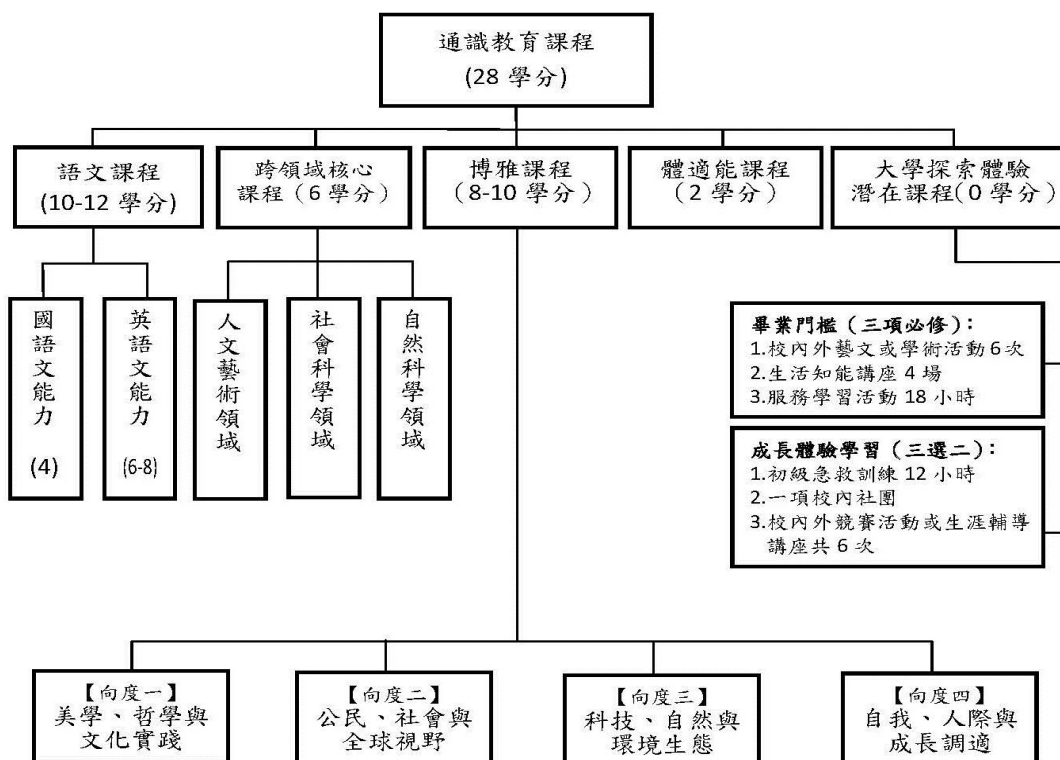 通識教育課程
(28 學分)
語文課程
(10-12 學分)
跨領域核心
課程（6 學分）
博雅課程
(8-10 學分)
體適能課程
(2 學分)
大學探索體驗
潛在課程(0 學分)
國語文能力
(4)
英語文能力
(6-8)
人文藝術領域
社會科學領域
自然科學領域
畢業門檻（三項必修）：
1.校內外藝文或學術活動 6 次
2.生活知能講座 4 場
3.服務學習活動 18 小時
成長體驗學習（三選二）：
1.初級急救訓練 12 小時
2.一項校內社團
3.校內外競賽活動或生涯輔導
講座共 6 次
【向度一】
美學、哲學與
文化實踐
【向度二】
公民、社會與
全球視野
【向度三】
科技、自然與
環境生態
【向度四】
自我、人際與
成長調適